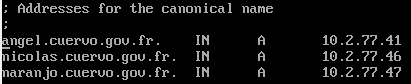 ; Addresses for the canonical name
;
angel.cuervo.gov.fr. IN A 10.2.77.41
nicolas.cuervo.gov.fr. IN A 10.2.77.46
naranjo.cuervo.gov.fr. IN A 10.2.77.47